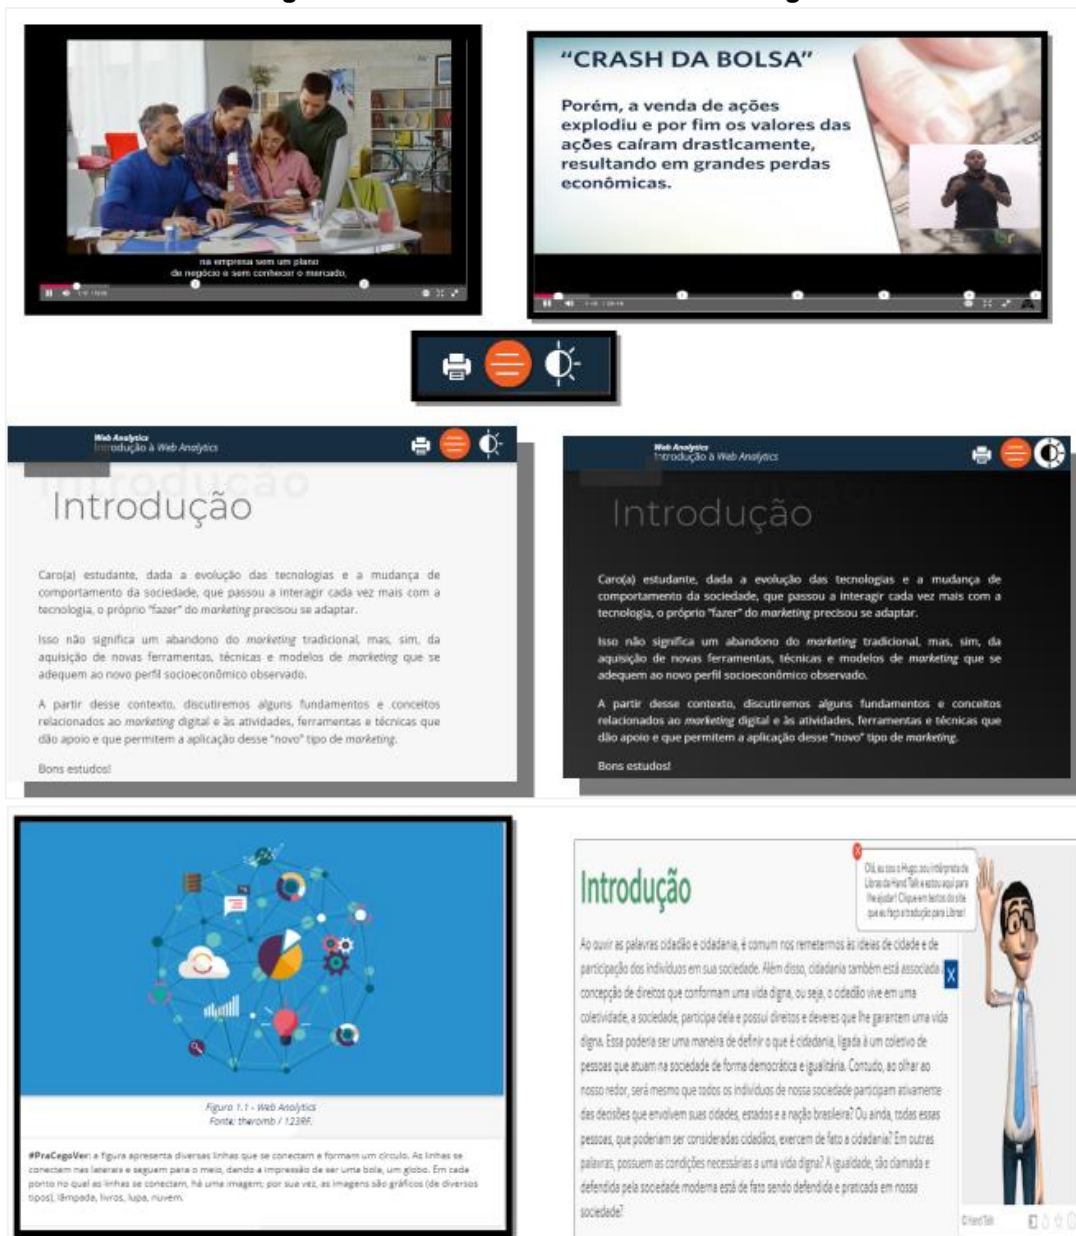 na empresa sem um plano
de negócio e sem conhecer o mercado,
“CRASH DA BOLSA”
Porém, a venda de ações
explodiu e por fim os valores das
ações caíram drasticamente,
resultando em grandes perdas
econômicas.
Web Analytics
Introdução à Web Analytics
Introdução
Caro(a) estudante, dada a evolução das tecnologias e a mudança de
comportamento da sociedade, que passou a interagir cada vez mais com a
tecnologia, o próprio “fazer” do marketing precisou se adaptar.
Isso não significa um abandono do marketing tradicional, mas, sim, da
aquisição de novas ferramentas, técnicas e modelos de marketing que se
adequem ao novo perfil socioeconômico observado.
A partir desse contexto, discutiremos alguns fundamentos e conceitos
relacionados ao marketing digital e às atividades, ferramentas e técnicas que
dão apoio e que permitem a aplicação desse “novo” tipo de marketing.
Bons estudos!
Web Analytics
Introdução à Web Analytics
Introdução
Caro(a) estudante, dada a evolução das tecnologias e a mudança de
comportamento da sociedade, que passou a interagir cada vez mais com a
tecnologia, o próprio “fazer” do marketing precisou se adaptar.
Isso não significa um abandono do marketing tradicional, mas, sim, da
aquisição de novas ferramentas, técnicas e modelos de marketing que se
adequem ao novo perfil socioeconômico observado.
A partir desse contexto, discutiremos alguns fundamentos e conceitos
relacionados ao marketing digital e às atividades, ferramentas e técnicas que
dão apoio e que permitem a aplicação desse “novo” tipo de marketing.
Bons estudos!
Figura 1.1 - Web Analytics
Fonte: theromb / 123RF.
#PraCegoVer: a figura apresenta diversas linhas que se conectam e formam um círculo. As linhas se
conectam nas laterais e seguem para o meio, dando a impressão de ser uma bola, um globo. Em cada
ponto no qual as linhas se conectam, há uma imagem; por sua vez, as imagens são gráficos (de diversos
tipos), lâmpada, livros, lupa, nuvem.
Olá, eu sou o Hugo, sou intérprete de
Libras da Hand Talk e estou aqui para
lhe ajudar! Clique em textos do site
que eu faço a tradução para Libras!
Introdução
Ao ouvir as palavras cidadão e cidadania, é comum nos remetermos às ideias de cidade e de
participação dos indivíduos em sua sociedade. Além disso, cidadania também está associada
concepção de direitos que conformam uma vida digna, ou seja, o cidadão vive em uma
coletividade, a sociedade, participa dela e possui direitos e deveres que lhe garantem uma vida
digna. Essa poderia ser uma maneira de definir o que é cidadania, ligada à um coletivo de
pessoas que atuam na sociedade de forma democrática e igualitária. Contudo, ao olhar ao
nosso redor, será mesmo que todos os indivíduos de nossa sociedade participam ativamente
das decisões que envolvem suas cidades, estados e a nação brasileira? Ou ainda, todas essas
pessoas, que poderiam ser consideradas cidadãos, exercem de fato a cidadania? Em outras
palavras, possuem as condições necessárias a uma vida digna? A igualdade, tão clamada e
defendida pela sociedade moderna está de fato sendo defendida e praticada em nossa
sociedade?
©Hand Talk